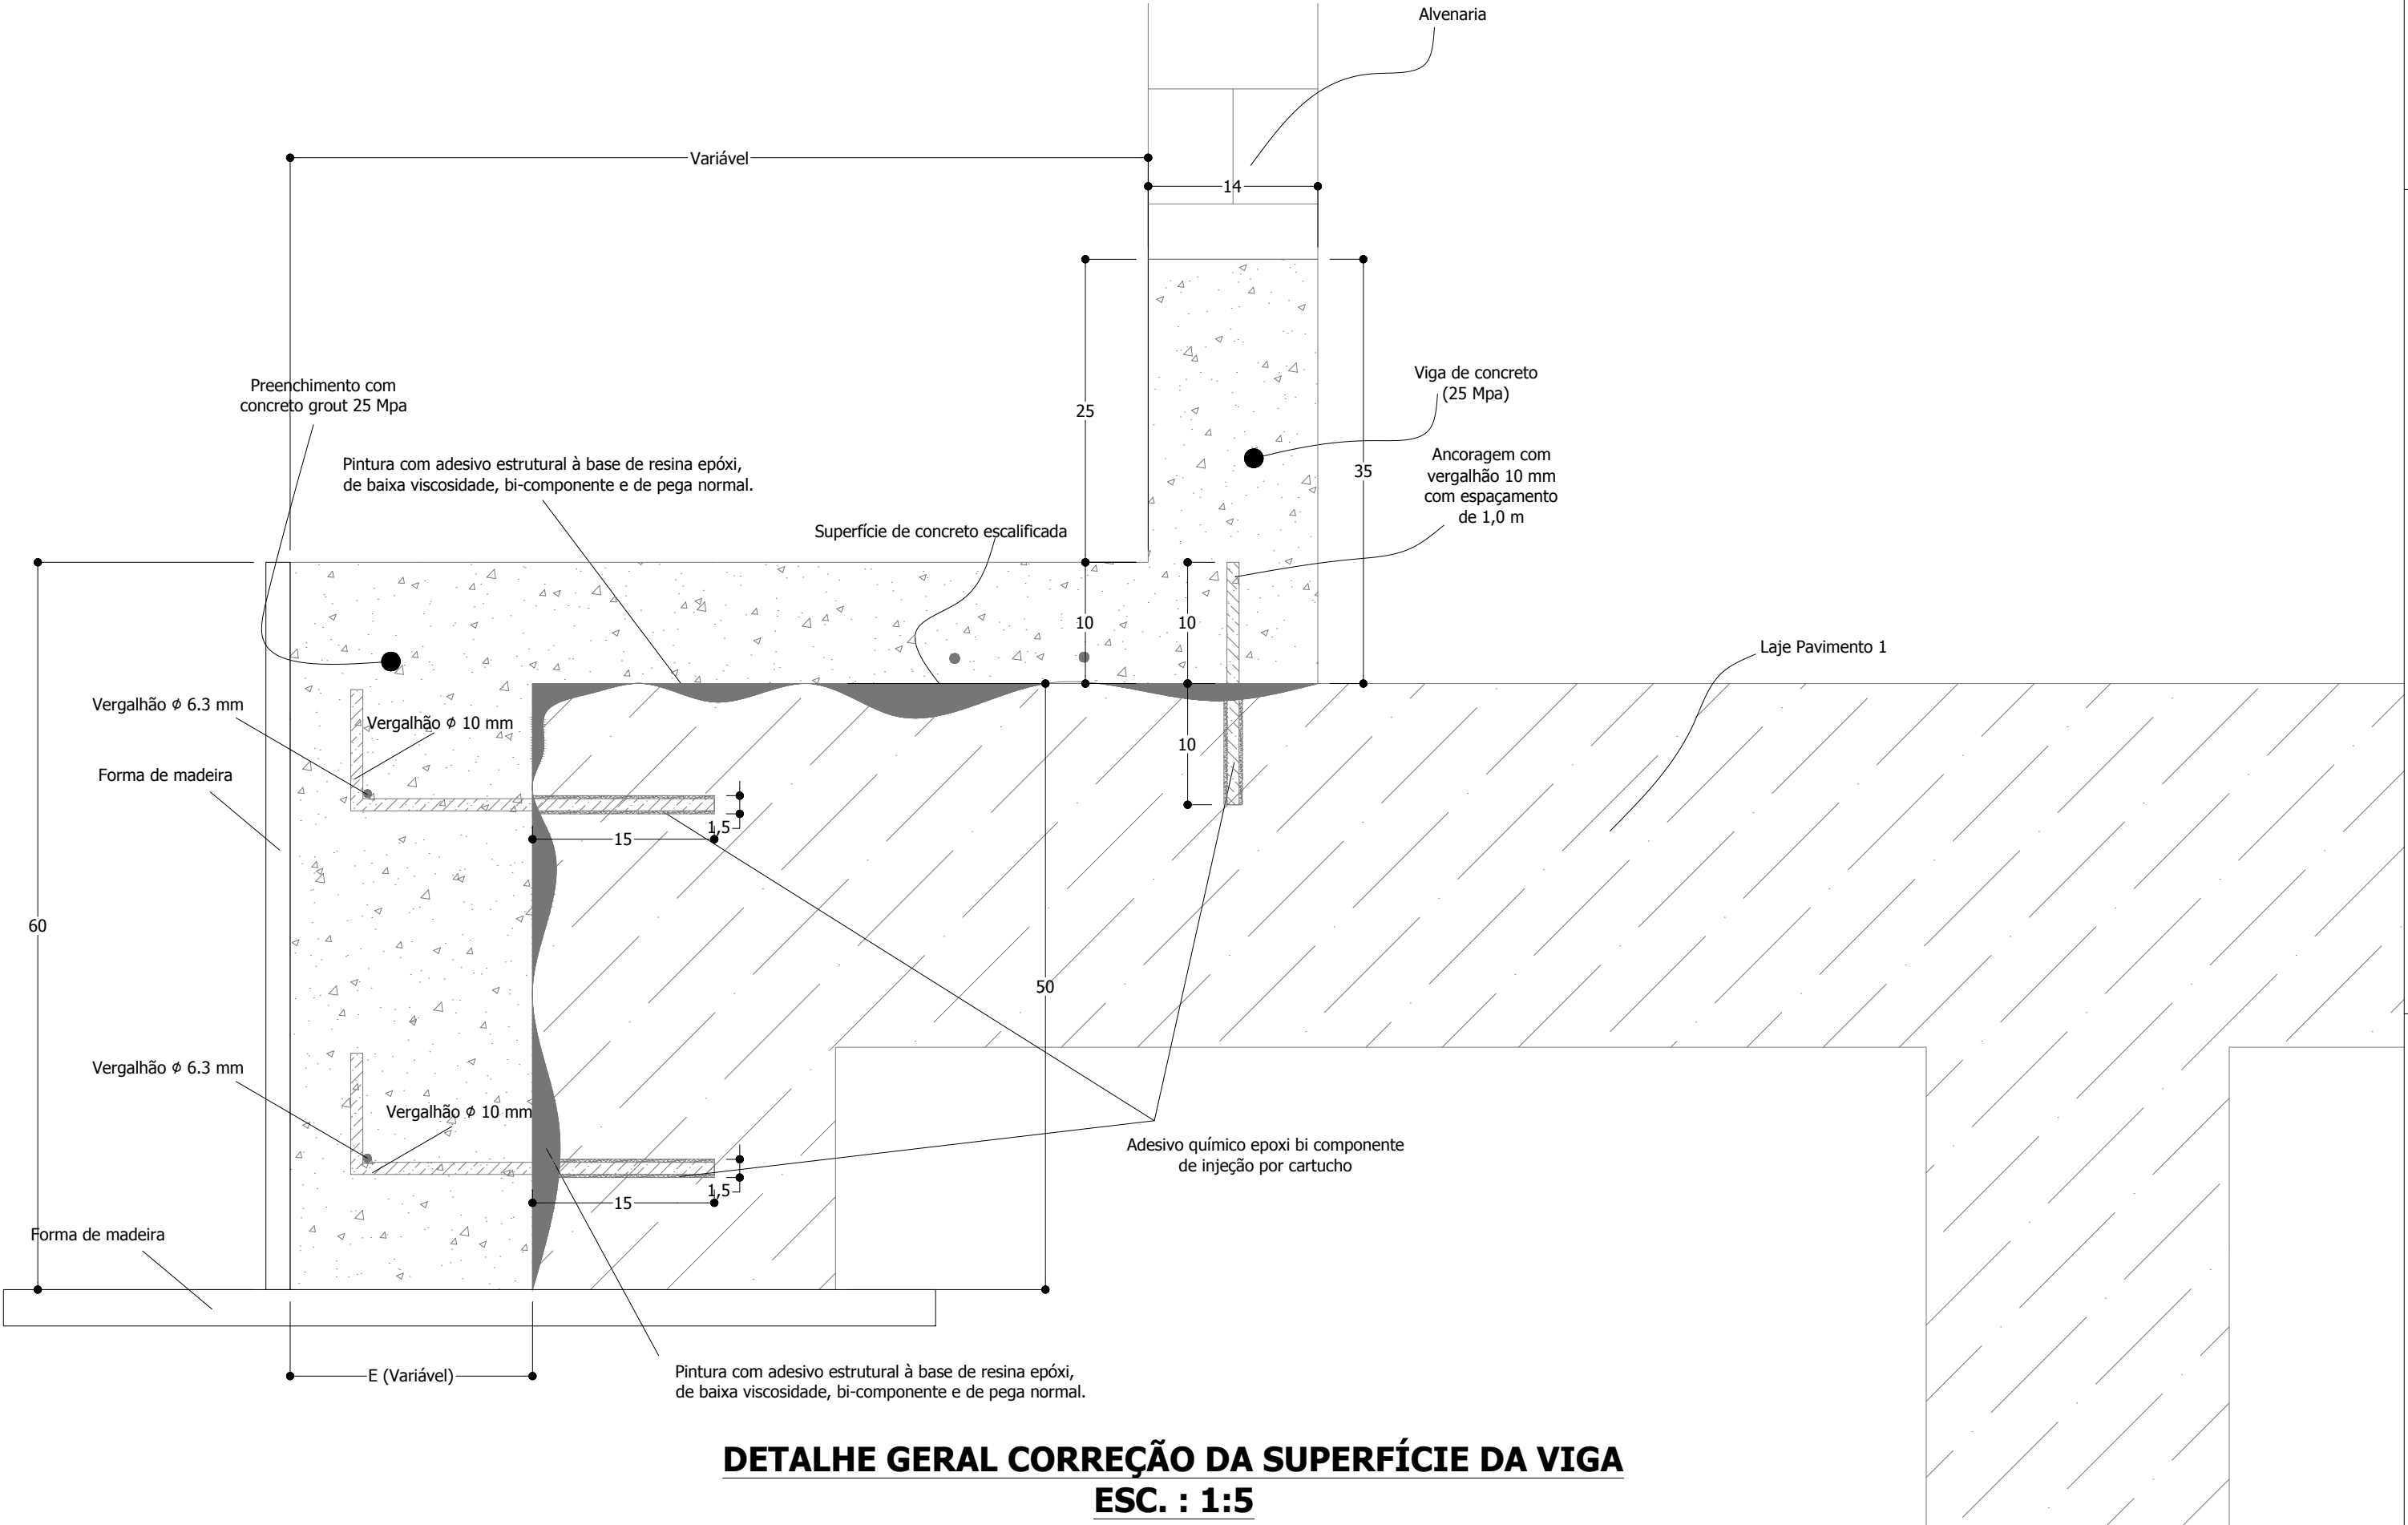 Alvenaria
Variável
14
Preenchimento com
concreto grout 25 Mpa
25
Viga de concreto
(25 Mpa)
35
Pintura com adesivo estrutural à base de resina epóxi,
de baixa viscosidade, bi-componente e de pega normal.
Ancoragem com
vergalhão 10 mm
com espaçamento
de 1,0 m
Superfície de concreto escalificada
10
10
Laje Pavimento 1
Vergalhão ø 6.3 mm
Vergalhão ø 10 mm
10
Forma de madeira
1,5
15
60
50
Vergalhão ø 6.3 mm
Vergalhão ø 10 mm
Adesivo químico epoxi bi componente
de injeção por cartucho
1,5
15
Forma de madeira
E (Variável)
Pintura com adesivo estrutural à base de resina epóxi,
de baixa viscosidade, bi-componente e de pega normal.
DETALHE GERAL CORREÇÃO DA SUPERFÍCIE DA VIGA
ESC. : 1:5